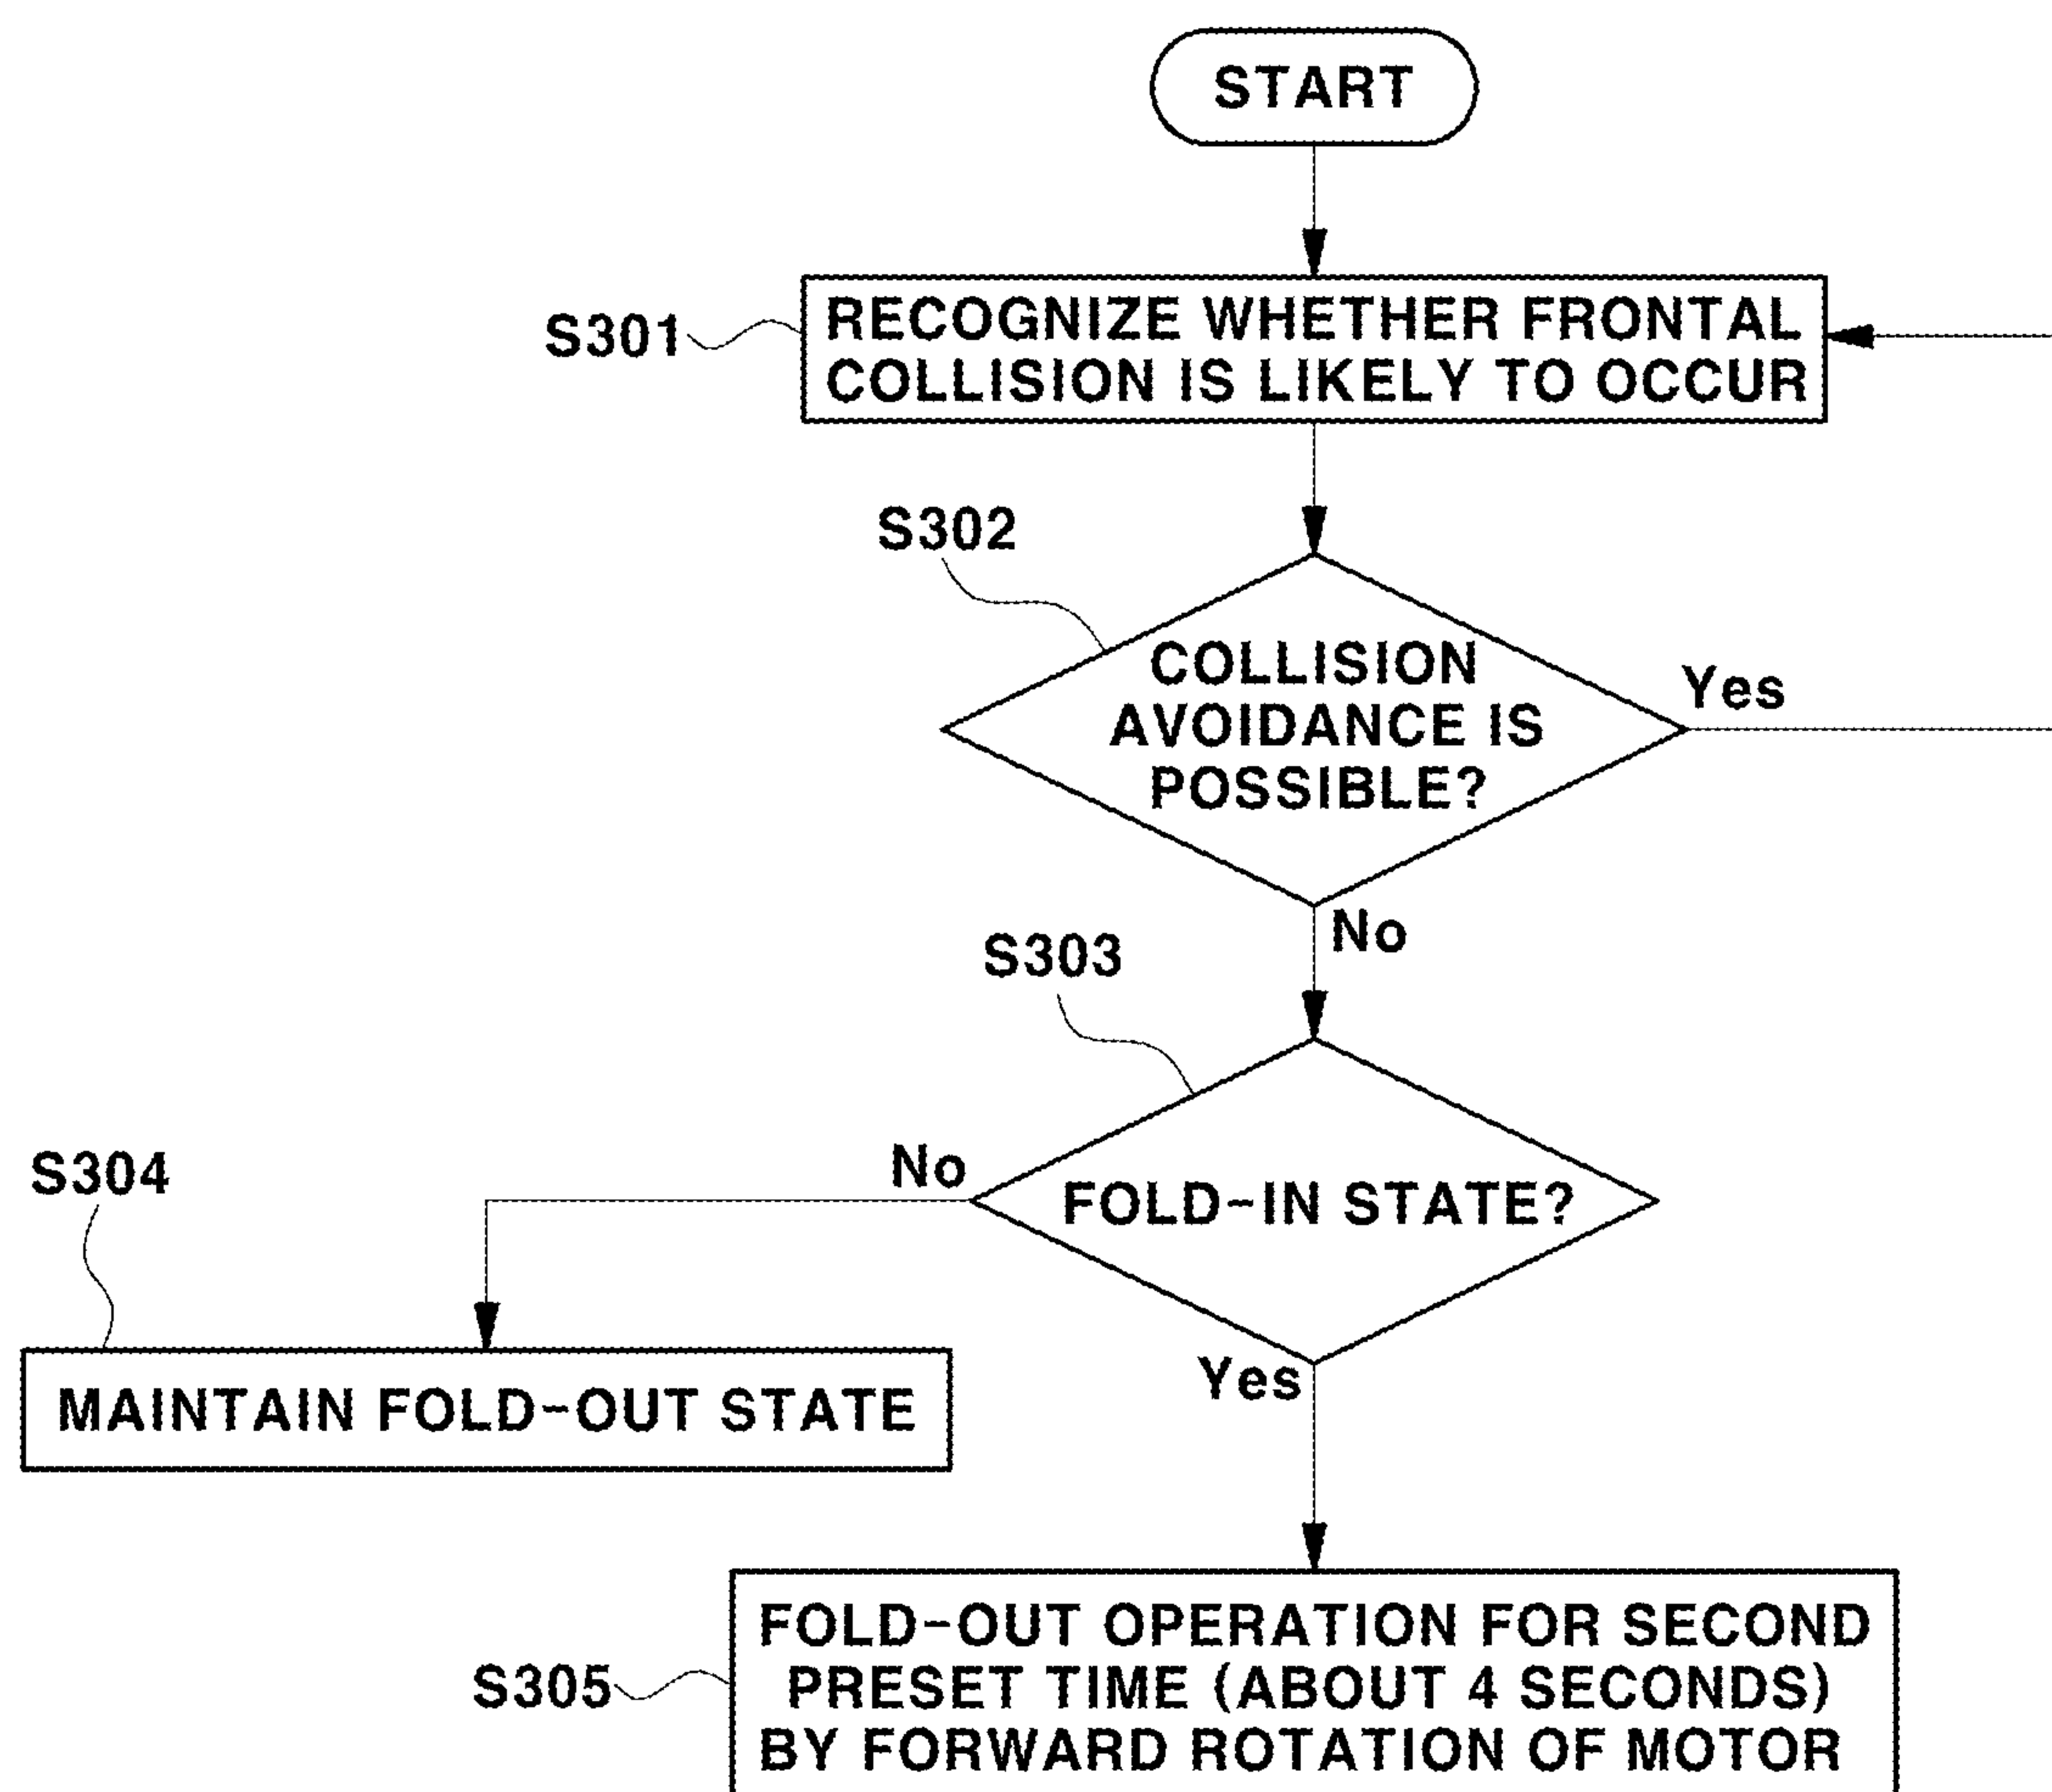 START
S301
RECOGNIZE WHETHER FRONTAL
COLLISION IS LIKELY TO OCCUR
S302
COLLISION
AVOIDANCE IS
POSSIBLE?
Yes
No
S303
FOLD-IN STATE?
No
Yes
S304
MAINTAIN FOLD-OUT STATE
S305
FOLD-OUT OPERATION FOR SECOND
PRESET TIME (ABOUT 4 SECONDS)
BY FORWARD ROTATION OF MOTOR